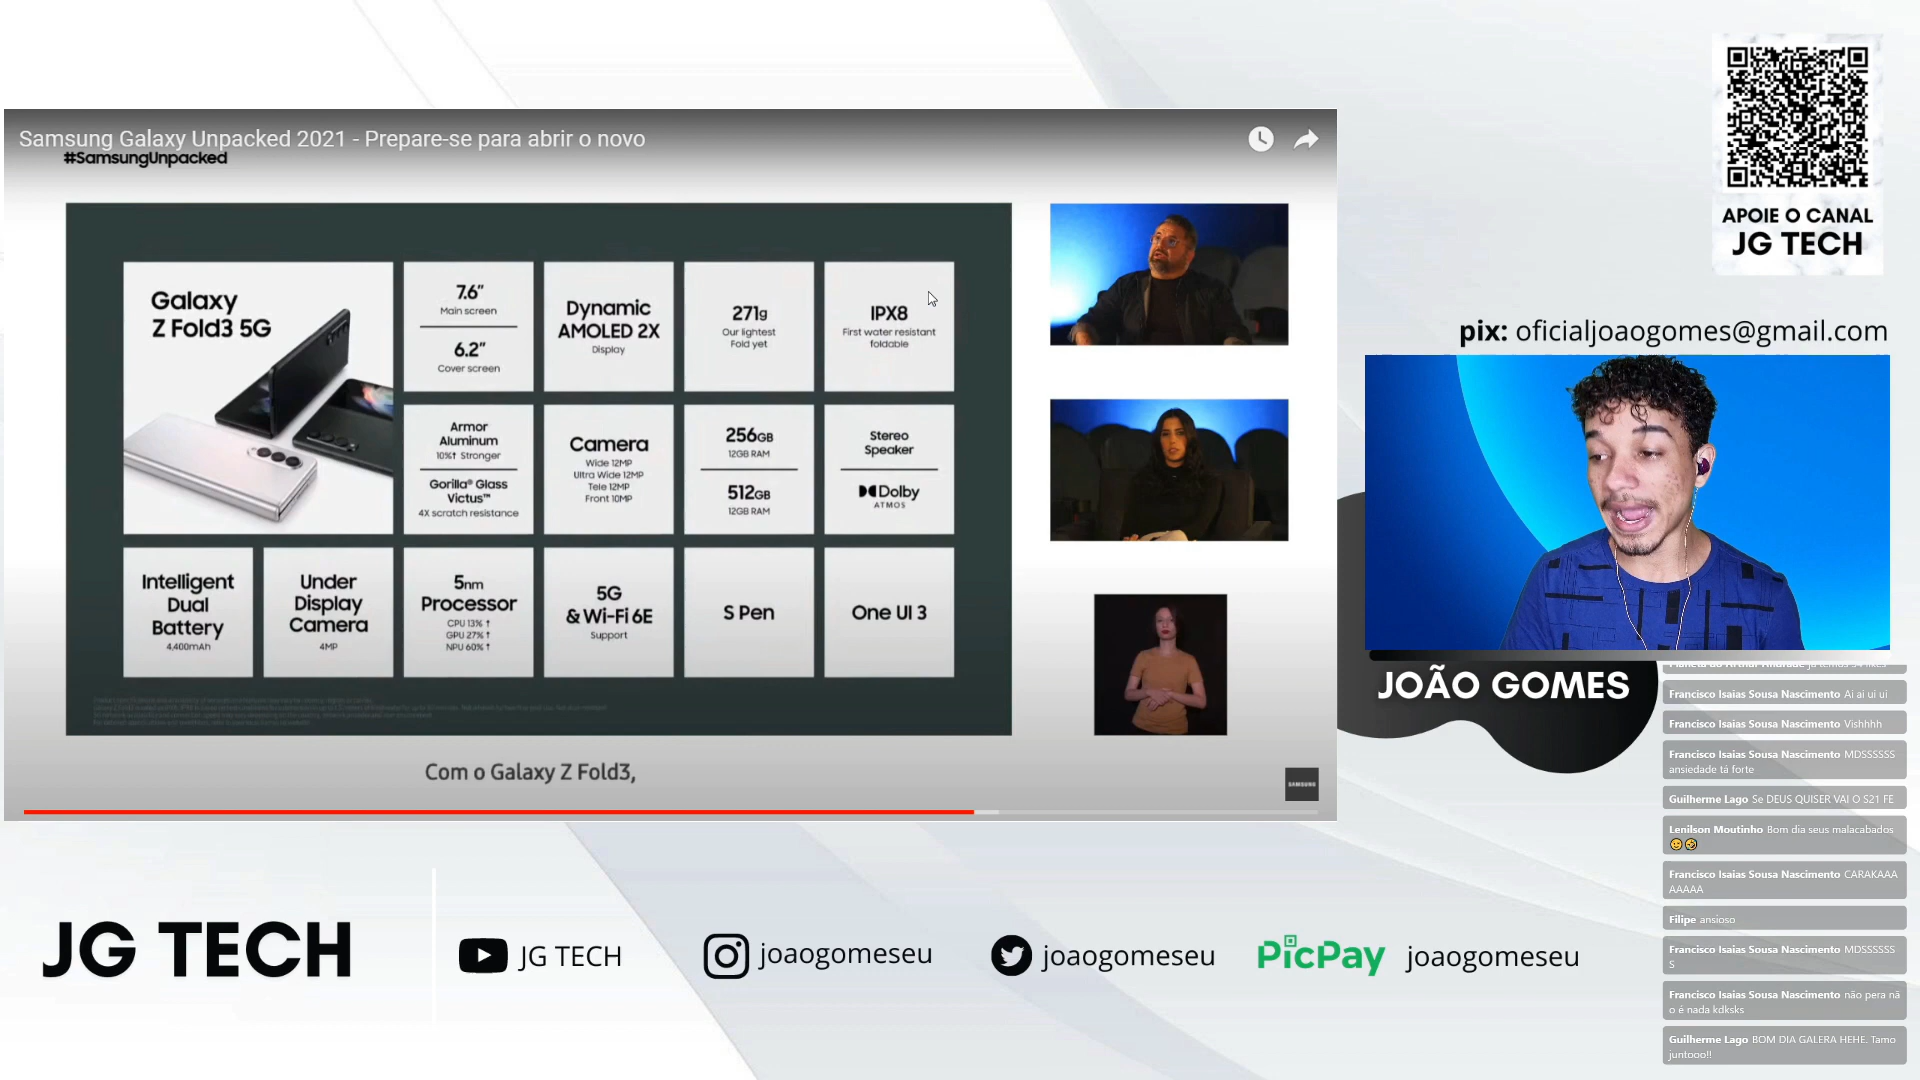 Samsung Galaxy Unpacked 2021 - Prepare-se para abrir o novo
#SamsungUnpacked
Galaxy
Z Fold3 5G
7.6"
Main screen
6.2"
Cover screen
Dynamic
AMOLED 2X
Display
271g
Our lightest
Fold yet
IPX8
First water resistant
foldable
Armor
Aluminum
10%↑ Stronger
Gorilla® Glass
Victus™
4X scratch resistance
Camera
Wide 12MP
Ultra Wide 12MP
Tele 12MP
Front 10MP
256GB
12GB RAM
512GB
12GB RAM
Stereo
Speaker
Dolby
ATMOS
Intelligent
Dual
Battery
4,400mAh
Under
Display
Camera
4MP
5nm
Processor
CPU 13% ↑
GPU 27% ↑
NPU 60% ↑
5G
& Wi-Fi 6E
Support
S Pen
One UI 3
Com o Galaxy Z Fold3,
SAMSUNG
APOIE O CANAL
JG TECH
pix: oficialjoaogomes@gmail.com
JOÃO GOMES
Francisco Isaias Sousa Nascimento Ai ai ui ui
Francisco Isaias Sousa Nascimento Vishhhh
Francisco Isaias Sousa Nascimento MDSSSSSS
ansiedade tá forte
Guilherme Lago Se DEUS QUISER VAI O S21 FE
Lenilson Moutinho Bom dia seus malacabados
Francisco Isaias Sousa Nascimento CARAKAAA
AAAAA
Filipe ansioso
Francisco Isaias Sousa Nascimento MDSSSSSS
S
Francisco Isaias Sousa Nascimento não pera nã
o é nada kdksks
Guilherme Lago BOM DIA GALERA HEHE. Tamo
juntooo!!
JG TECH
JG TECH
joaogomeseu
joaogomeseu
PicPay
joaogomeseu